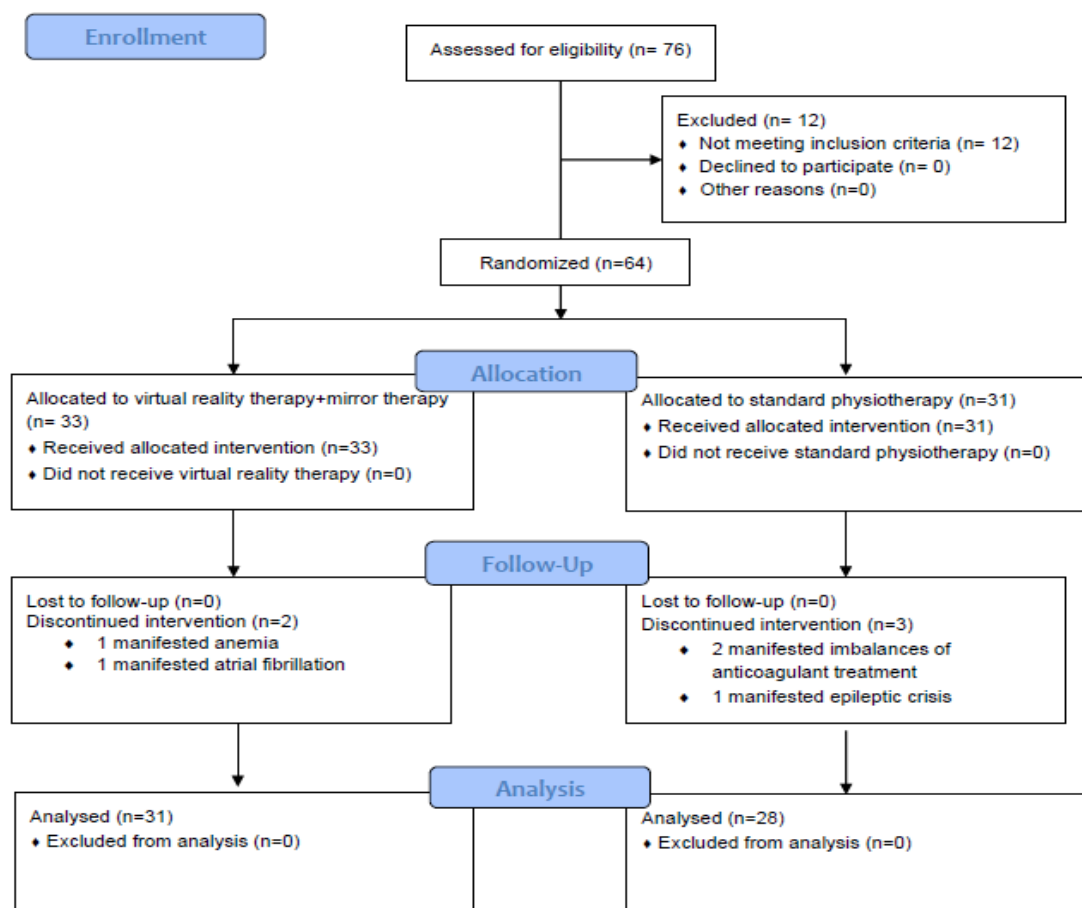 Enrollment
Assessed for eligibility (n= 76)
Excluded (n= 12)
♦ Not meeting inclusion criteria (n= 12)
♦ Declined to participate (n= 0)
♦ Other reasons (n=0)
Randomized (n=64)
Allocation
Allocated to virtual reality therapy+mirror therapy
(n= 33)
♦ Received allocated intervention (n=33)
♦ Did not receive virtual reality therapy (n=0)
Allocated to standard physiotherapy (n=31)
♦ Received allocated intervention (n=31)
♦ Did not receive standard physiotherapy (n=0)
Follow-Up
Lost to follow-up (n=0)
Discontinued intervention (n=2)
♦ 1 manifested anemia
♦ 1 manifested atrial fibrillation
Lost to follow-up (n=0)
Discontinued intervention (n=3)
♦ 2 manifested imbalances of
anticoagulant treatment
♦ 1 manifested epileptic crisis
Analysis
Analysed (n=31)
♦ Excluded from analysis (n=0)
Analysed (n=28)
♦ Excluded from analysis (n=0)